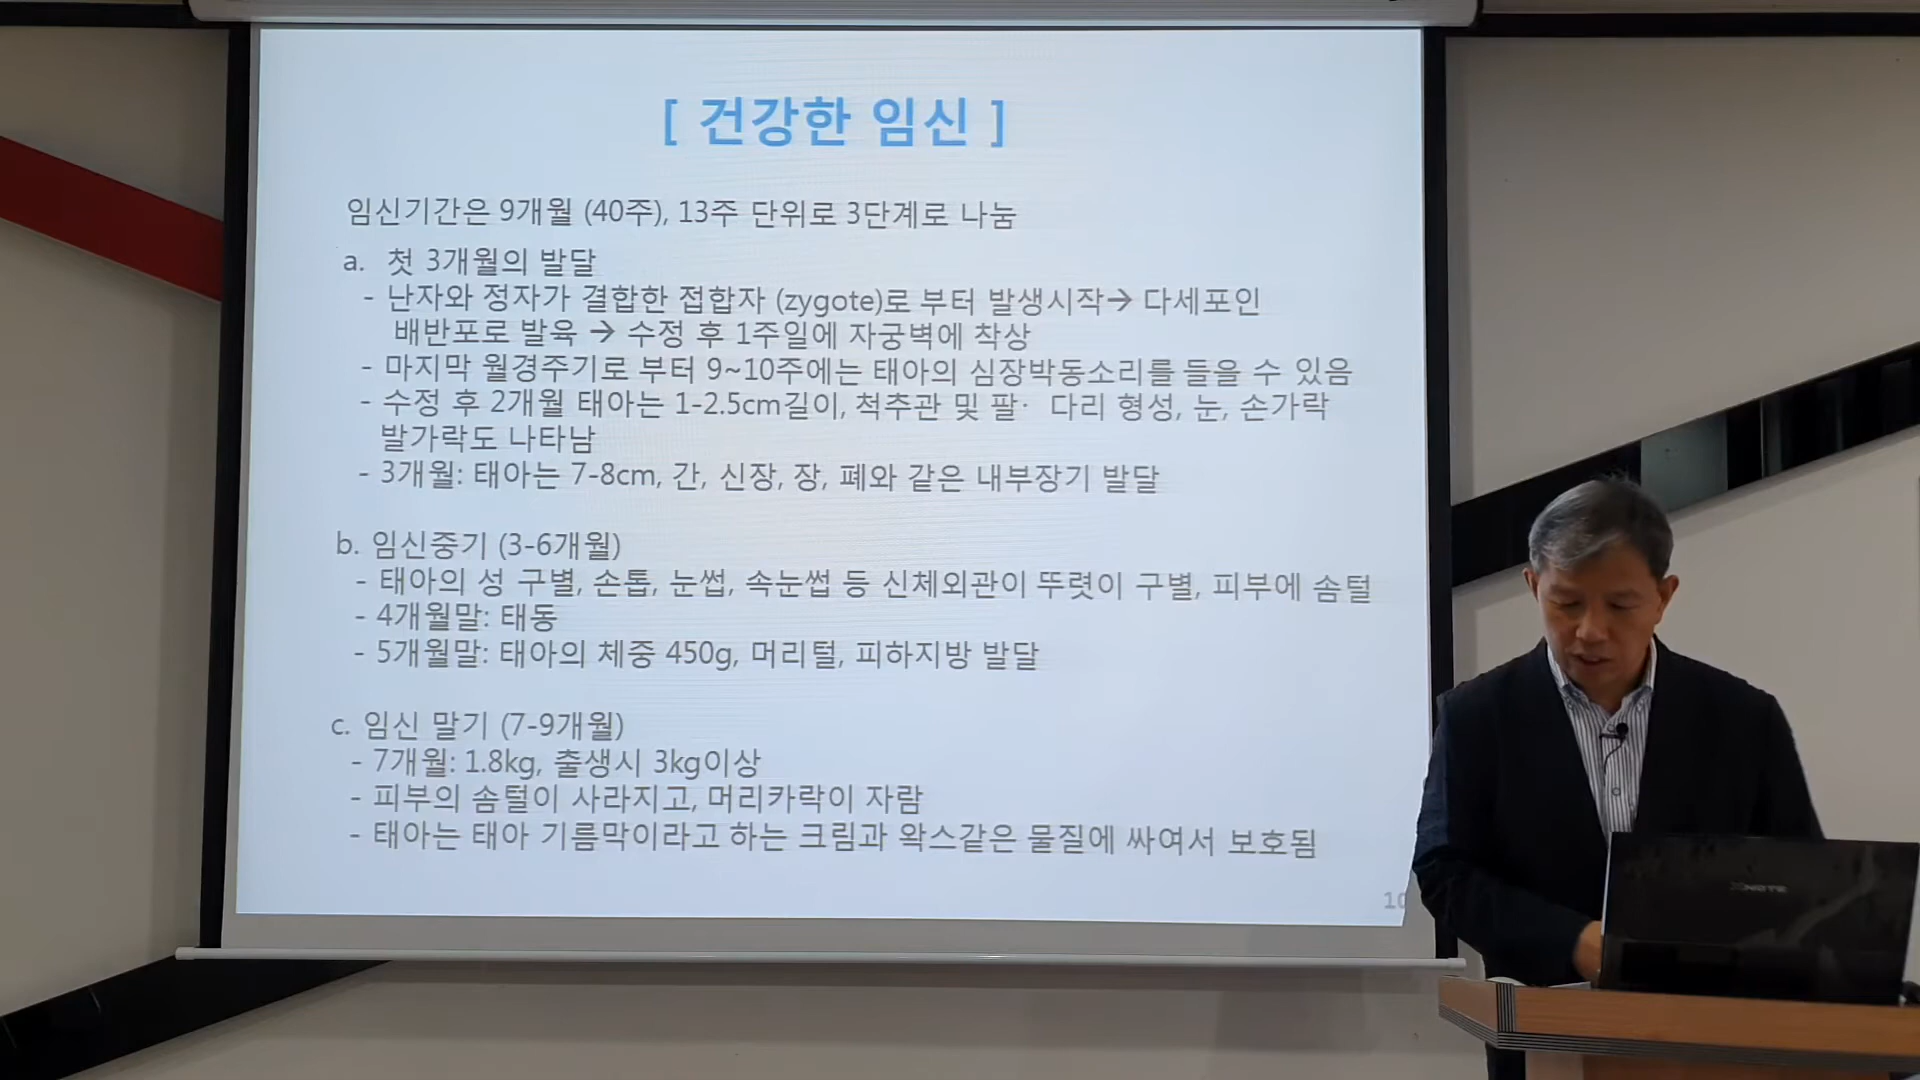 [ 건강한 임신 ]
임신기간은 9개월 (40주), 13주 단위로 3단계로 나눔
a. 첫 3개월의 발달
- 난자와 정자가 결합한 접합자 (zygote)로 부터 발생시작→ 다세포인
배반포로 발육 → 수정 후 1주일에 자궁벽에 착상
- 마지막 월경주기로 부터 9~10주에는 태아의 심장박동소리를 들을 수 있음
- 수정 후 2개월 태아는 1-2.5cm길이, 척추관 및 팔· 다리 형성, 눈, 손가락
발가락도 나타남
- 3개월: 태아는 7-8cm, 간, 신장, 장, 폐와 같은 내부장기 발달
b. 임신중기 (3-6개월)
- 태아의 성 구별, 손톱, 눈썹, 속눈썹 등 신체외관이 뚜렷이 구별, 피부에 솜털
- 4개월말: 태동
- 5개월말: 태아의 체중 450g, 머리털, 피하지방 발달
c. 임신 말기 (7-9개월)
- 7개월: 1.8kg, 출생시 3kg이상
- 피부의 솜털이 사라지고, 머리카락이 자람
- 태아는 태아 기름막이라고 하는 크림과 왁스같은 물질에 싸여서 보호됨
10
XNOTE